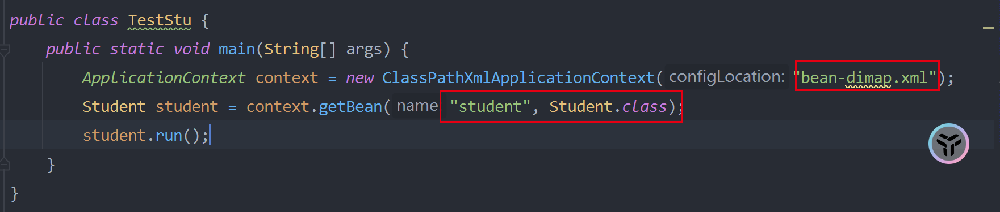 public class TestStu {
public static void main(String[] args) {
ApplicationContext context = new ClassPathXmlApplicationContext( configLocation: "bean-dimap.xml");
Student student = context.getBean( name: "student", Student.class);
student.run();
}
}